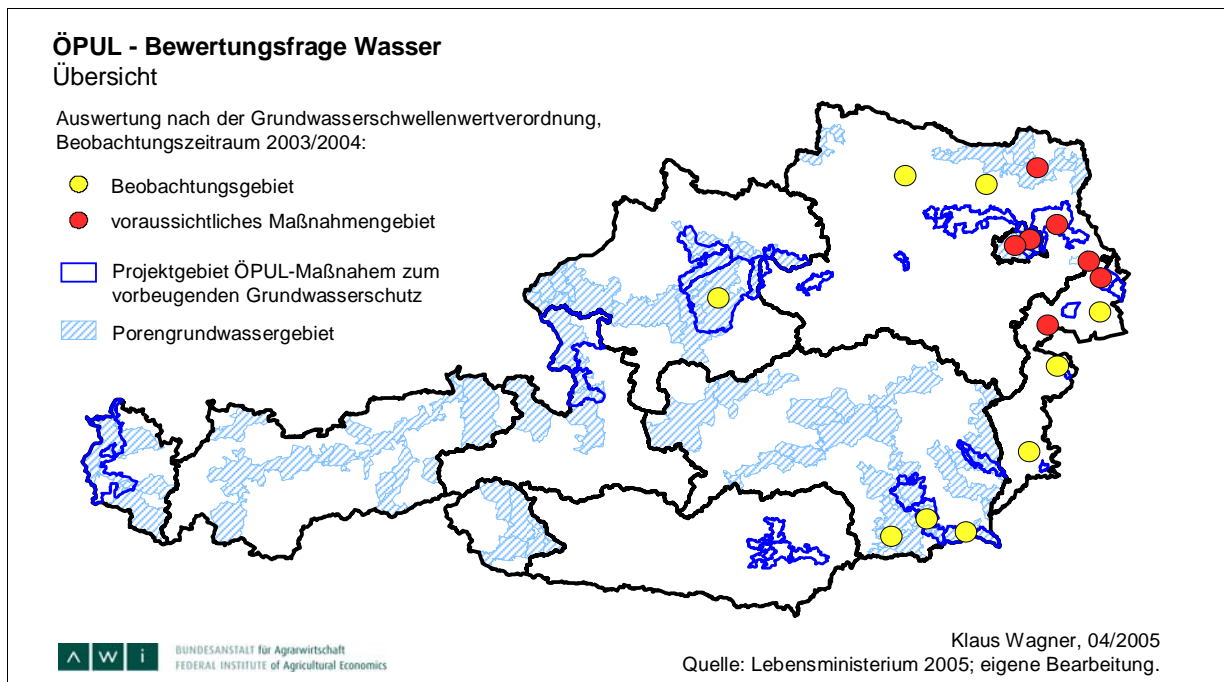 ÖPUL - Bewertungsfrage Wasser
Übersicht
Auswertung nach der Grundwasserschwellenwertverordnung,
Beobachtungszeitraum 2003/2004:
Beobachtungsgebiet
voraussichtliches Maßnahmengebiet
Projektgebiet ÖPUL-Maßnahem zum
vorbeugenden Grundwasserschutz
Porengrundwassergebiet
A W i
BUNDESANSTALT für Agrarwirtschaft
FEDERAL INSTITUTE of Agricultural Economics
Klaus Wagner, 04/2005
Quelle: Lebensministerium 2005; eigene Bearbeitung.